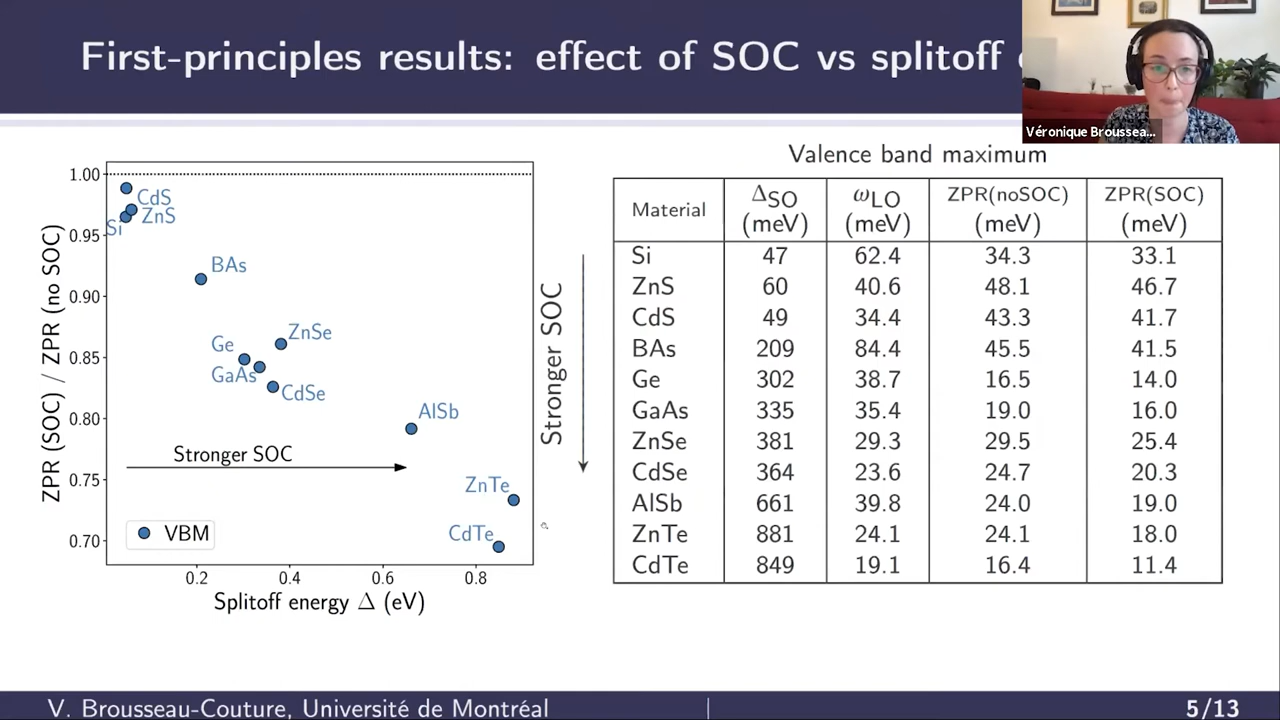 First-principles results: effect of SOC vs splitoff
Véronique Broussea...
Valence band maximum
1.00
0.95
0.90
0.85
0.80
0.75
0.70
0.2
0.4
0.6
0.8
ZPR (SOC) / ZPR (no SOC)
Splitoff energy Δ (eV)
CdS
ZnS
Si
BAs
ZnSe
Ge
GaAs
CdSe
AlSb
ZnTe
CdTe
Stronger SOC
VBM
Stronger SOC
Material Δ_SO (meV) ω_LO (meV) ZPR(noSOC) (meV) ZPR(SOC) (meV)
Si 47 62.4 34.3 33.1
ZnS 60 40.6 48.1 46.7
CdS 49 34.4 43.3 41.7
BAs 209 84.4 45.5 41.5
Ge 302 38.7 16.5 14.0
GaAs 335 35.4 19.0 16.0
ZnSe 381 29.3 29.5 25.4
CdSe 364 23.6 24.7 20.3
AlSb 661 39.8 24.0 19.0
ZnTe 881 24.1 24.1 18.0
CdTe 849 19.1 16.4 11.4
V. Brousseau-Couture, Université de Montréal
5/13